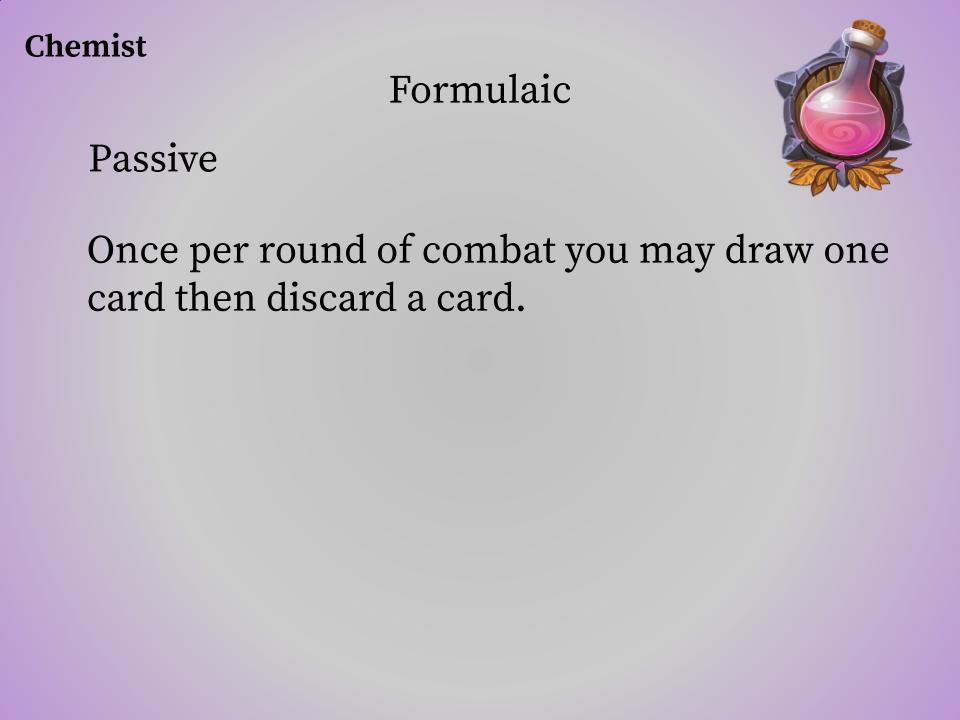 Chemist
Formulaic
Passive
Once per round of combat you may draw one
card then discard a card.